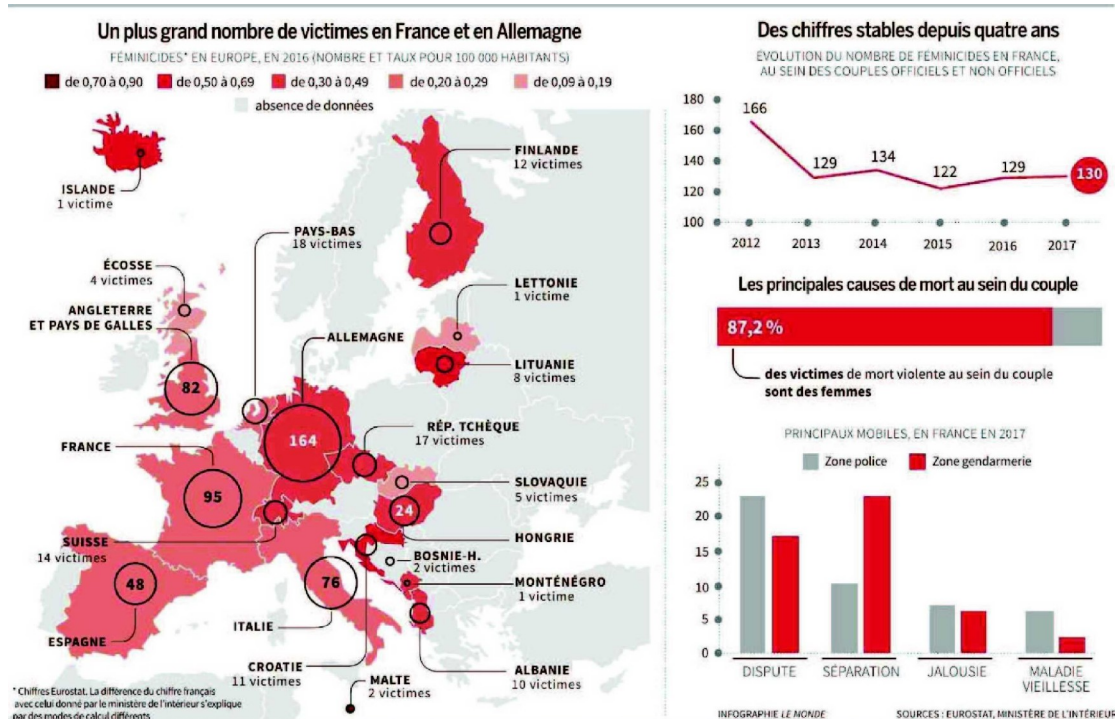 Un plus grand nombre de victimes en France et en Allemagne
FÉMINICIDES* EN EUROPE, EN 2016 (NOMBRE ET TAUX POUR 100 000 HABITANTS)
de 0,70 à 0,90
de 0,50 à 0,69
de 0,30 à 0,49
de 0,20 à 0,29
de 0,09 à 0,19
absence de données
ISLANDE
1 victime
FINLANDE
12 victimes
PAYS-BAS
18 victimes
ÉCOSSE
4 victimes
LETTONIE
1 victime
ANGLETERRE
ET PAYS DE GALLES
82
ALLEMAGNE
164
LITUANIE
8 victimes
RÉP. TCHÈQUE
17 victimes
FRANCE
95
SLOVAQUIE
5 victimes
24
HONGRIE
SUISSE
14 victimes
BOSNIE-H.
2 victimes
MONTÉNÉGRO
1 victime
48
ESPAGNE
76
ITALIE
CROATIE
11 victimes
MALTE
2 victimes
ALBANIE
10 victimes
* Chiffres Eurostat. La différence du chiffre français
avec celui donné par le ministère de l'intérieur s'explique
par des modes de calcul différents
Des chiffres stables depuis quatre ans
ÉVOLUTION DU NOMBRE DE FÉMINICIDES EN FRANCE,
AU SEIN DES COUPLES OFFICIELS ET NON OFFICIELS
180
160
140
120
100
166
129
134
122
129
130
2012
2013
2014
2015
2016
2017
Les principales causes de mort au sein du couple
87,2 %
des victimes de mort violente au sein du couple
sont des femmes
PRINCIPAUX MOBILES, EN FRANCE EN 2017
Zone police
Zone gendarmerie
25
20
15
10
5
0
DISPUTE
SÉPARATION
JALOUSIE
MALADIE
VIEILLESSE
INFOGRAPHIE LE MONDE
SOURCES : EUROSTAT, MINISTÈRE DE L'INTÉRIEUR